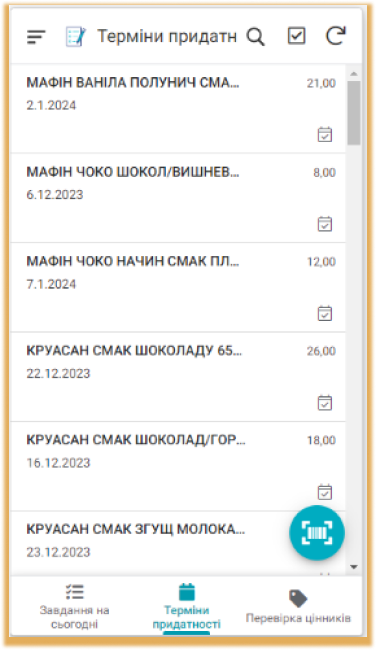 Терміни придатн
МАФІН ВАНІЛА ПОЛУНИЧ СМА... 21,00
2.1.2024
МАФІН ЧОКО ШОКОЛ/ВИШНЕВ... 8,00
6.12.2023
МАФІН ЧОКО НАЧИН СМАК ПЛ... 12,00
7.1.2024
КРУАСАН СМАК ШОКОЛАДУ 65... 26,00
22.12.2023
КРУАСАН СМАК ШОКОЛАД/ГОР... 18,00
16.12.2023
КРУАСАН СМАК ЗГУЩ МОЛОКА...
23.12.2023
Завдання на
сьогодні
Терміни
придатності
Перевірка цінників